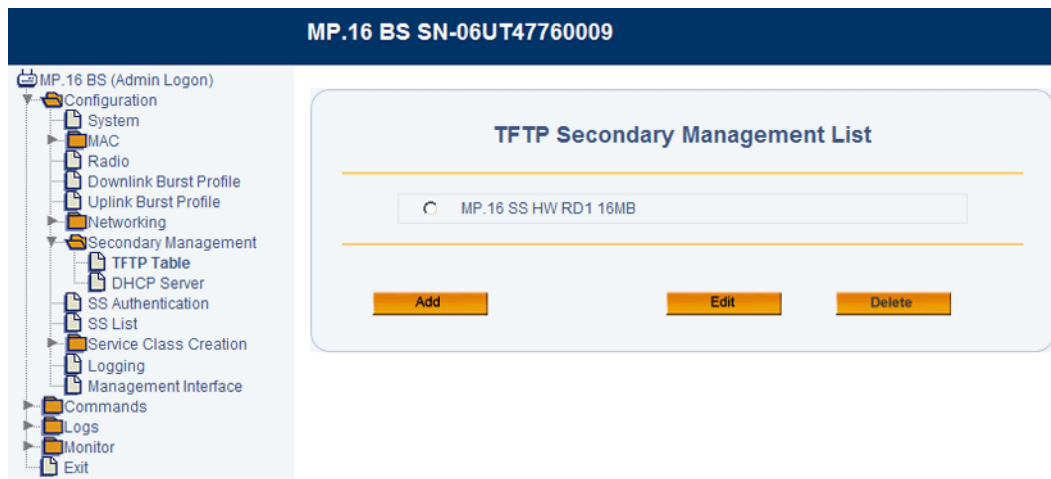 MP.16 BS SN-06UT47760009
MP.16 BS (Admin Logon)
Configuration
System
MAC
Radio
Downlink Burst Profile
Uplink Burst Profile
Networking
Secondary Management
TFTP Table
DHCP Server
SS Authentication
SS List
Service Class Creation
Logging
Management Interface
Commands
Logs
Monitor
Exit
TFTP Secondary Management List
MP.16 SS HW RD1 16MB
Add
Edit
Delete